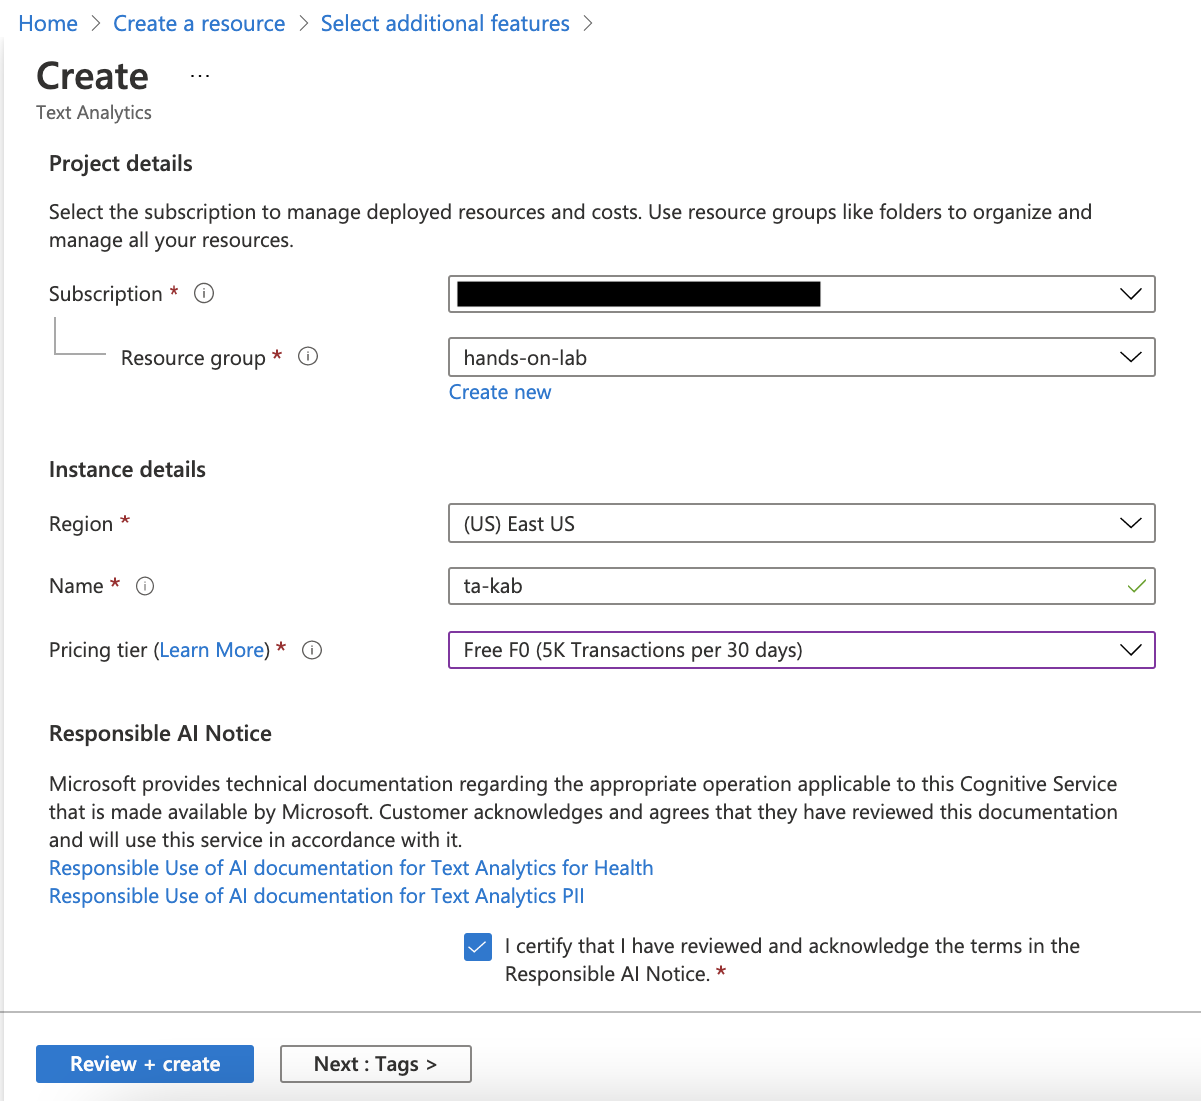 Home > Create a resource > Select additional features >
Create ...
Text Analytics
Project details
Select the subscription to manage deployed resources and costs. Use resource groups like folders to organize and
manage all your resources.
Subscription *
Resource group * hands-on-lab
Create new
Instance details
Region * (US) East US
Name * ta-kab
Pricing tier (Learn More) * Free F0 (5K Transactions per 30 days)
Responsible AI Notice
Microsoft provides technical documentation regarding the appropriate operation applicable to this Cognitive Service
that is made available by Microsoft. Customer acknowledges and agrees that they have reviewed this documentation
and will use this service in accordance with it.
Responsible Use of AI documentation for Text Analytics for Health
Responsible Use of AI documentation for Text Analytics PII
I certify that I have reviewed and acknowledge the terms in the
Responsible AI Notice. *
Review + create Next : Tags >